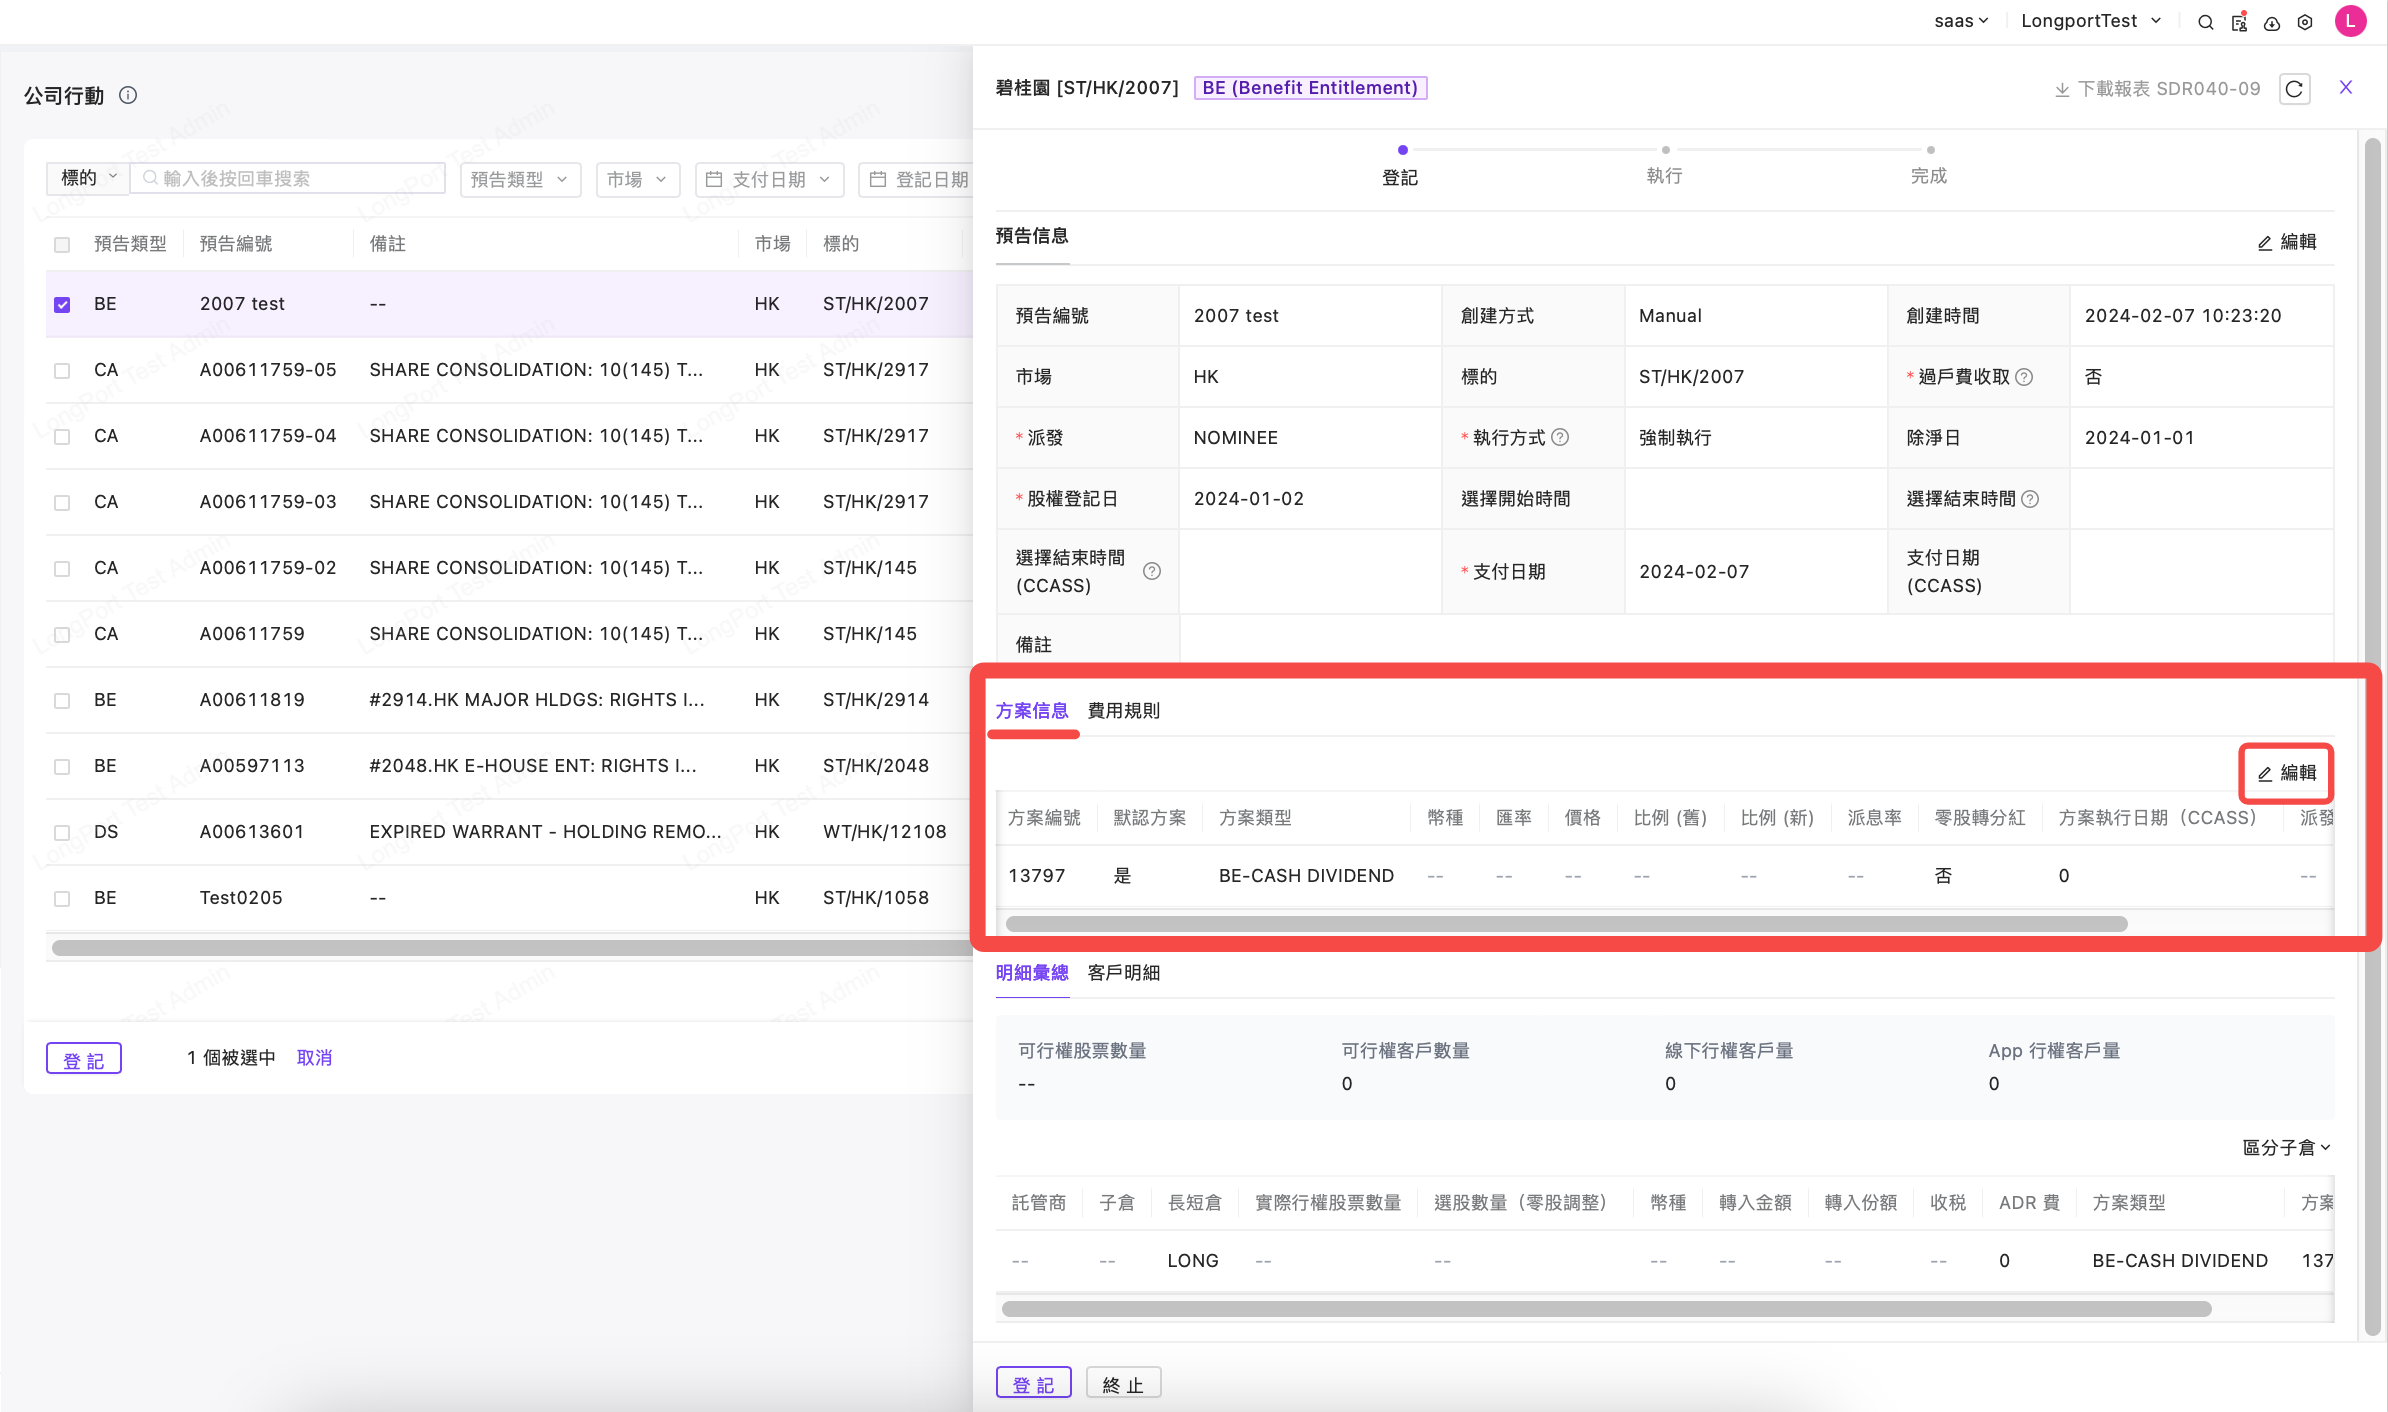 saas LongportTest L
公司行動
標的 輸入後按回車搜索 預告類型 市場 支付日期 登記日期
預告類型 預告編號 備註 市場 標的
BE 2007 test -- HK ST/HK/2007
CA A00611759-05 SHARE CONSOLIDATION: 10(145) T... HK ST/HK/2917
CA A00611759-04 SHARE CONSOLIDATION: 10(145) T... HK ST/HK/2917
CA A00611759-03 SHARE CONSOLIDATION: 10(145) T... HK ST/HK/2917
CA A00611759-02 SHARE CONSOLIDATION: 10(145) T... HK ST/HK/145
CA A00611759 SHARE CONSOLIDATION: 10(145) T... HK ST/HK/145
BE A00611819 #2914.HK MAJOR HLDGS: RIGHTS I... HK ST/HK/2914
BE A00597113 #2048.HK E-HOUSE ENT: RIGHTS I... HK ST/HK/2048
DS A00613601 EXPIRED WARRANT - HOLDING REMO... HK WT/HK/12108
BE Test0205 -- HK ST/HK/1058
登 記 1 個被選中 取消
碧桂園 [ST/HK/2007] BE (Benefit Entitlement) 下載報表 SDR040-09 X
登記 執行 完成
預告信息 編輯
預告編號 2007 test 創建方式 Manual 創建時間 2024-02-07 10:23:20
市場 HK 標的 ST/HK/2007 * 過戶費收取 否
* 派發 NOMINEE * 執行方式 強制執行 除淨日 2024-01-01
* 股權登記日 2024-01-02 選擇開始時間 選擇結束時間
選擇結束時間 (CCASS) * 支付日期 2024-02-07 支付日期 (CCASS)
備註
方案信息 費用規則
編輯
方案編號 默認方案 方案類型 幣種 匯率 價格 比例 (舊) 比例 (新) 派息率 零股轉分紅 方案執行日期（CCASS） 派發
13797 是 BE-CASH DIVIDEND -- -- -- -- -- -- 否 0 --
明細彙總 客戶明細
可行權股票數量 可行權客戶數量 線下行權客戶量 App 行權客戶量
-- 0 0 0
區分子倉
託管商 子倉 長短倉 實際行權股票數量 選股數量（零股調整） 幣種 轉入金額 轉入份額 收稅 ADR 費 方案類型 方案
-- -- LONG -- -- -- -- -- -- 0 BE-CASH DIVIDEND 137
登 記 終 止
LongPort Test Admin